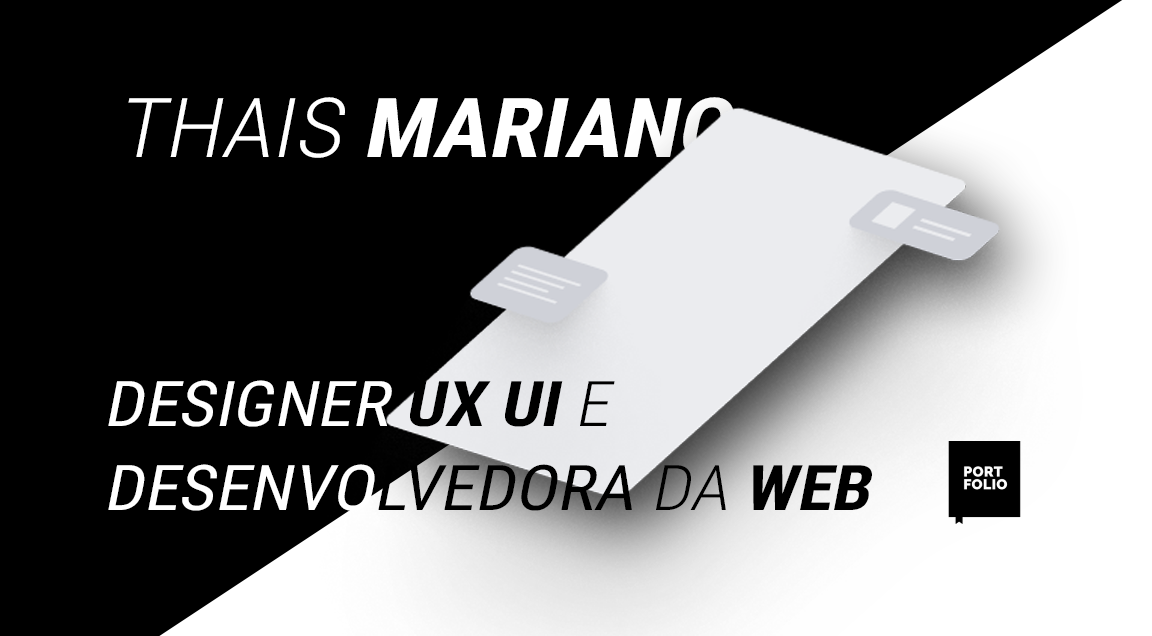 THAIS MARIANO
DESIGNER UX UI E
DESENVOLVEDORA DA WEB
PORT
FOLIO